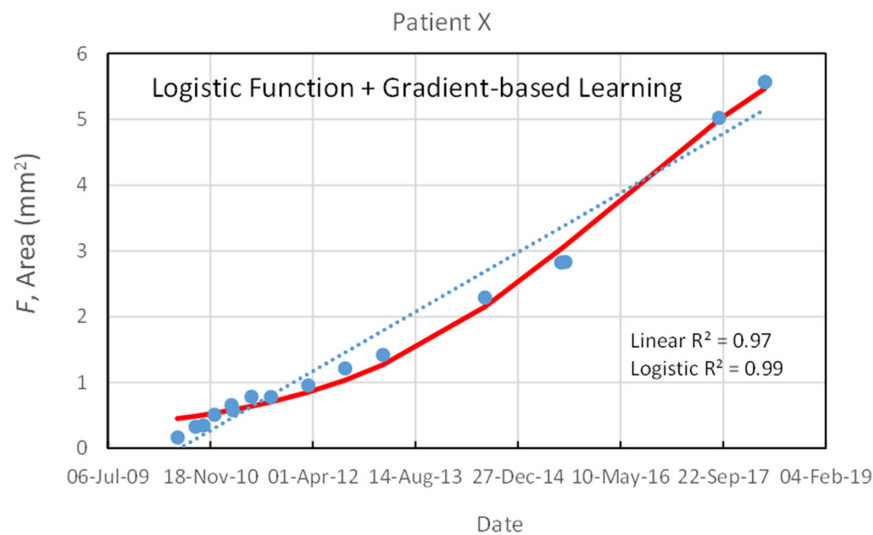 Patient X
Logistic Function + Gradient-based Learning
F, Area (mm²)
6
5
4
3
2
1
0
Linear R² = 0.97
Logistic R² = 0.99
06-Jul-09 18-Nov-10 01-Apr-12 14-Aug-13 27-Dec-14 10-May-16 22-Sep-17 04-Feb-19
Date